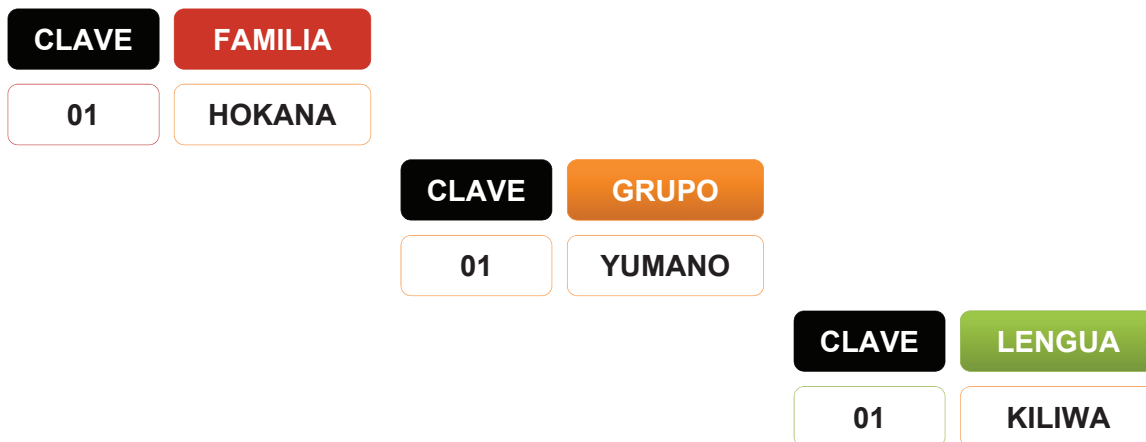 CLAVE FAMILIA
01 HOKANA
CLAVE GRUPO
01 YUMANO
CLAVE LENGUA
01 KILIWA